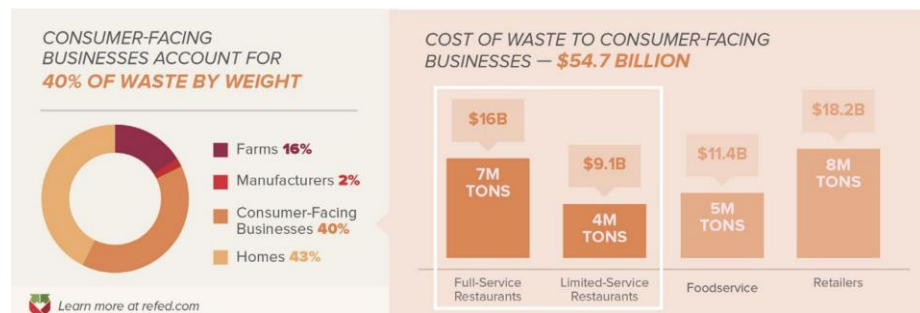 CONSUMER-FACING
BUSINESSES ACCOUNT FOR
40% OF WASTE BY WEIGHT
Farms 16%
Manufacturers 2%
Consumer-Facing
Businesses 40%
Homes 43%
Learn more at refed.com
COST OF WASTE TO CONSUMER-FACING
BUSINESSES — $54.7 BILLION
$16B
$9.1B
$11.4B
$18.2B
7M
TONS
4M
TONS
5M
TONS
8M
TONS
Full-Service
Restaurants
Limited-Service
Restaurants
Foodservice
Retailers